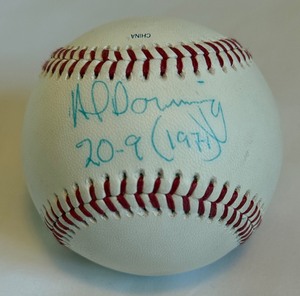 CHINA
Al Downing
20-9 (1971)